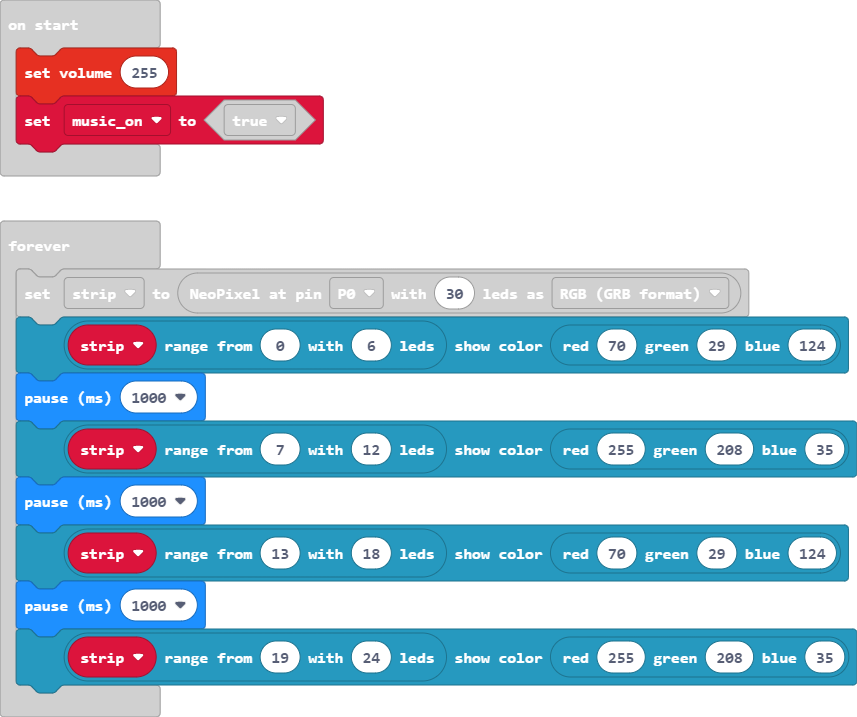 on start
set volume 255
set music_on to true
forever
set strip to NeoPixel at pin P0 with 30 leds as RGB (GRB format)
strip range from 0 with 6 leds show color red 70 green 29 blue 124
pause (ms) 1000
strip range from 7 with 12 leds show color red 255 green 208 blue 35
pause (ms) 1000
strip range from 13 with 18 leds show color red 70 green 29 blue 124
pause (ms) 1000
strip range from 19 with 24 leds show color red 255 green 208 blue 35